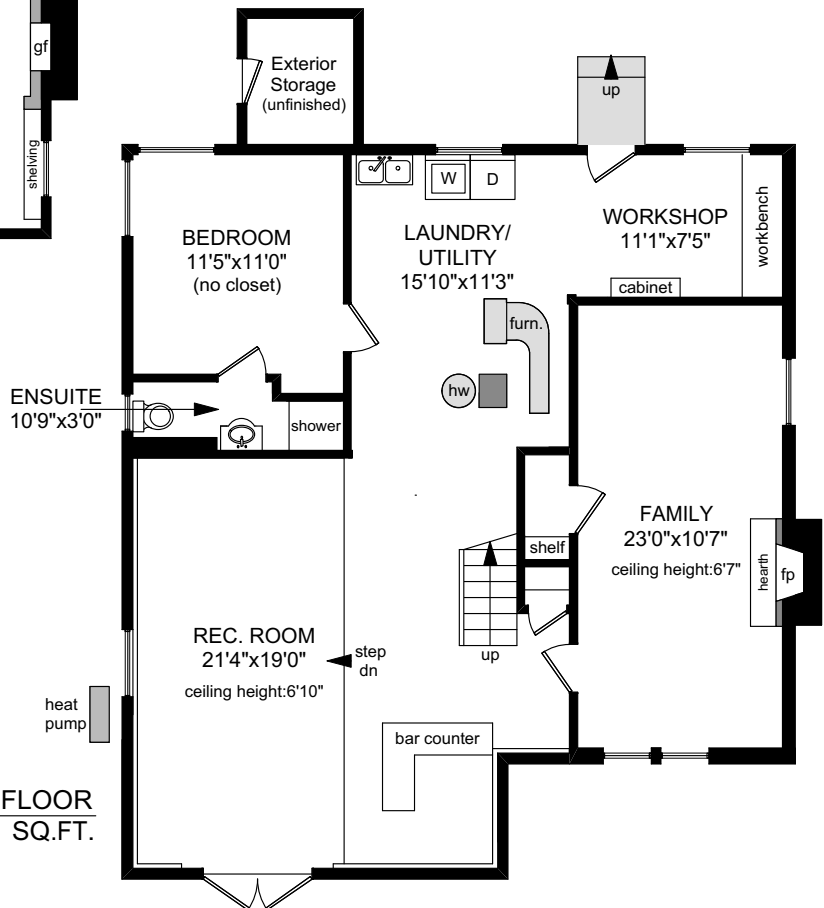 gf
shelving
Exterior
Storage
(unfinished)
up
W
D
BEDROOM
11'5"x11'0"
(no closet)
LAUNDRY/
UTILITY
15'10"x11'3"
WORKSHOP
11'1"x7'5"
workbench
cabinet
furn.
hw
ENSUITE
10'9"x3'0"
shower
shelf
FAMILY
23'0"x10'7"
ceiling height:6'7"
hearth
fp
REC. ROOM
21'4"x19'0"
ceiling height:6'10"
step
dn
up
heat
pump
bar counter
FLOOR
SQ.FT.